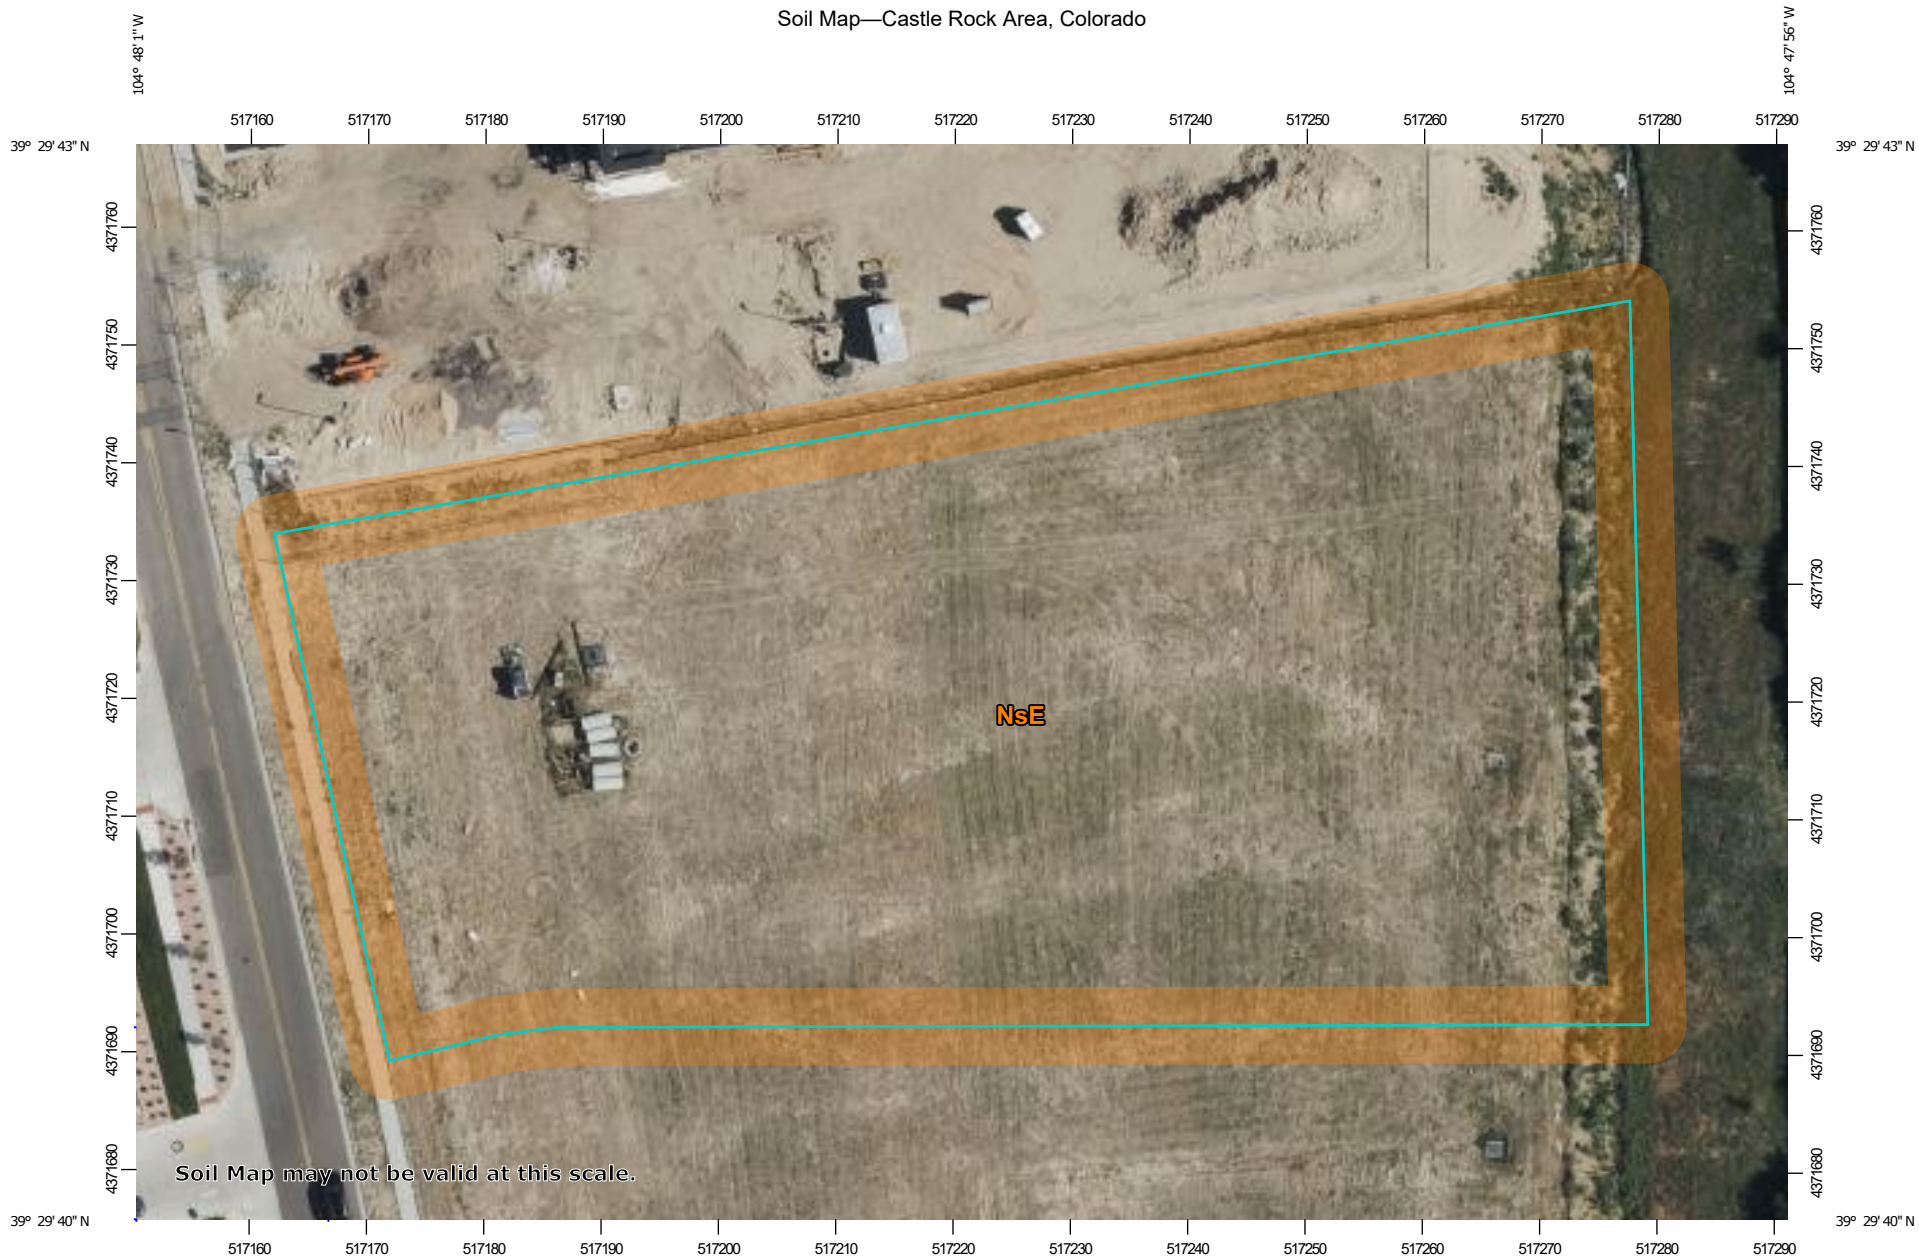 Soil Map—Castle Rock Area, Colorado
104° 48' 1" W
104° 47' 56" W
517160 517170 517180 517190 517200 517210 517220 517230 517240 517250 517260 517270 517280 517290
39° 29' 43" N
39° 29' 43" N
4371760
4371760
4371750
4371750
4371740
4371740
4371730
4371730
4371720
4371720
NsE
4371710
4371710
4371700
4371700
4371690
4371690
4371680
4371680
Soil Map may not be valid at this scale.
39° 29' 40" N
39° 29' 40" N
517160 517170 517180 517190 517200 517210 517220 517230 517240 517250 517260 517270 517280 517290